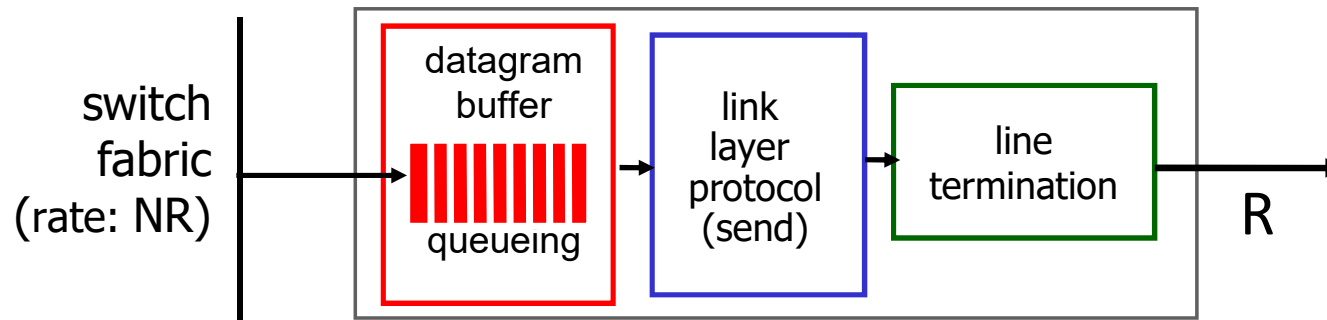 switch
fabric
(rate: NR)
datagram
buffer
queueing
link
layer
protocol
(send)
line
termination
R